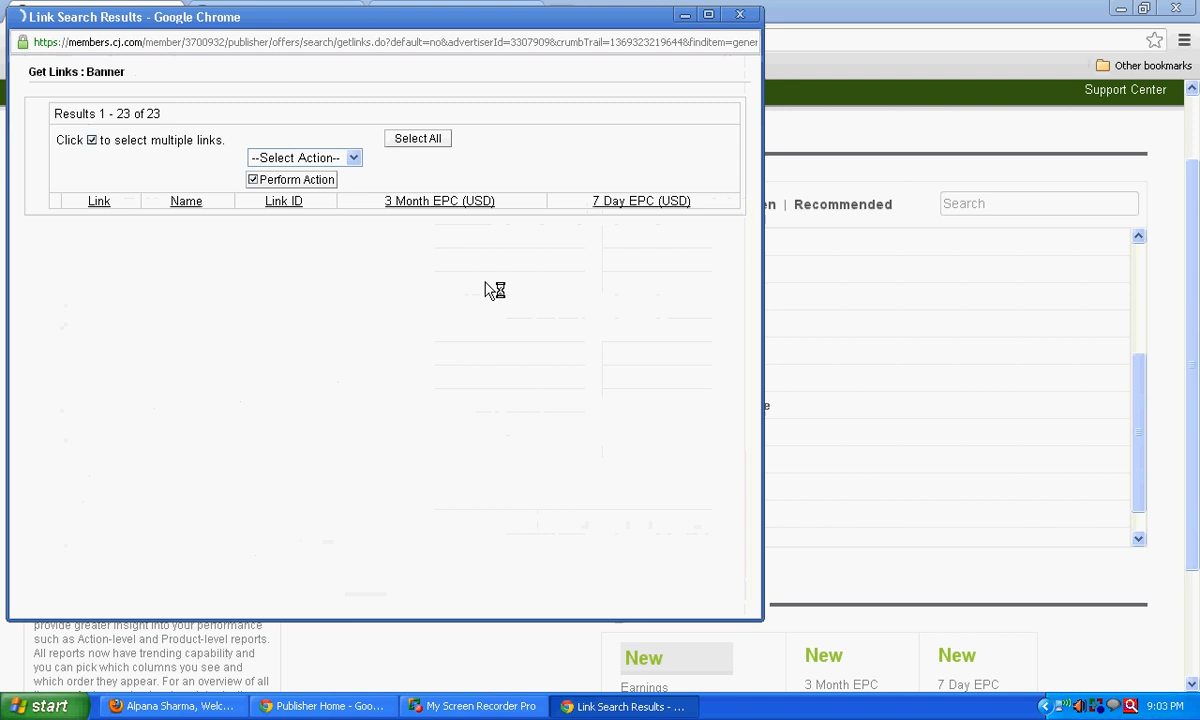 Link Search Results - Google Chrome
https://members.cj.com/member/3700932/publisher/offers/search/getlinks.do?default=no&advertiserId=3307909&crumbTrail=1369323219644&finditem=gener
Other bookmarks
Support Center
Get Links : Banner
Results 1 - 23 of 23
Click to select multiple links.
Select All
--Select Action--
Perform Action
Link Name Link ID 3 Month EPC (USD) 7 Day EPC (USD)
| Recommended
Search
provide greater insight into your performance
such as Action-level and Product-level reports.
All reports now have trending capability and
you can pick which columns you see and
which order they appear. For an overview of all
New New New
Earnings 3 Month EPC 7 Day EPC
start
Alpana Sharma, Welc...
Publisher Home - Goo...
My Screen Recorder Pro
Link Search Results - ...
9:03 PM